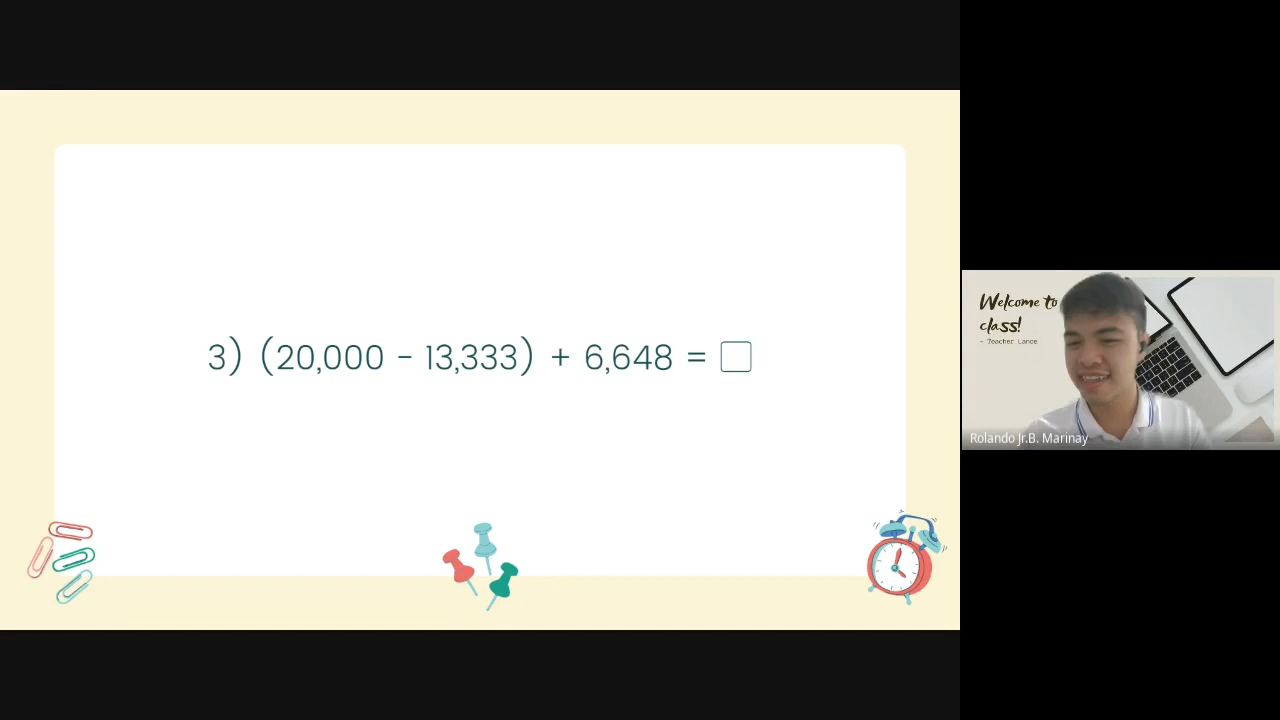 3) (20,000 - 13,333) + 6,648 = □
Welcome to
class!
- Teacher Lance
Rolando Jr.B. Marinay